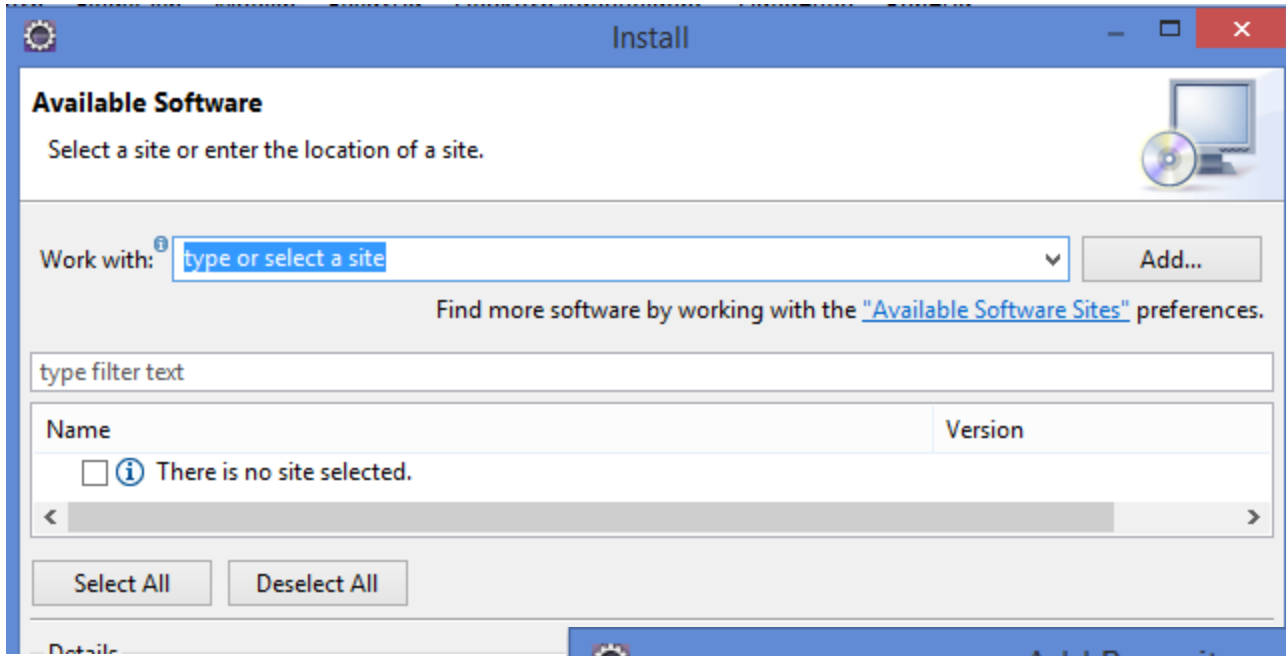 Install
Available Software
Select a site or enter the location of a site.
Work with: type or select a site Add...
Find more software by working with the "Available Software Sites" preferences.
type filter text
Name Version
There is no site selected.
Select All Deselect All
Details